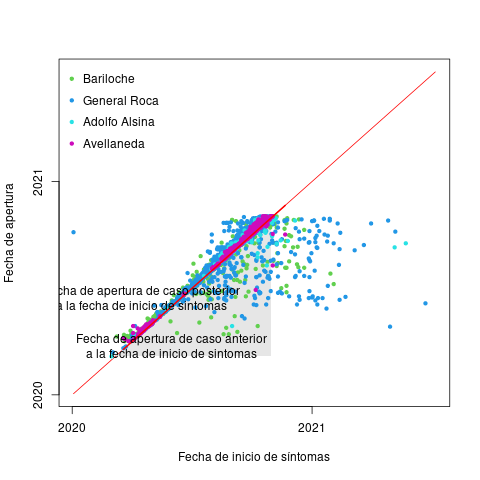 Bariloche
General Roca
Adolfo Alsina
Avellaneda
Fecha de apertura
2021
2020
cha de apertura de caso posterior
a la fecha de inicio de síntomas
Fecha de apertura de caso anterior
a la fecha de inicio de síntomas
2020
2021
Fecha de inicio de síntomas